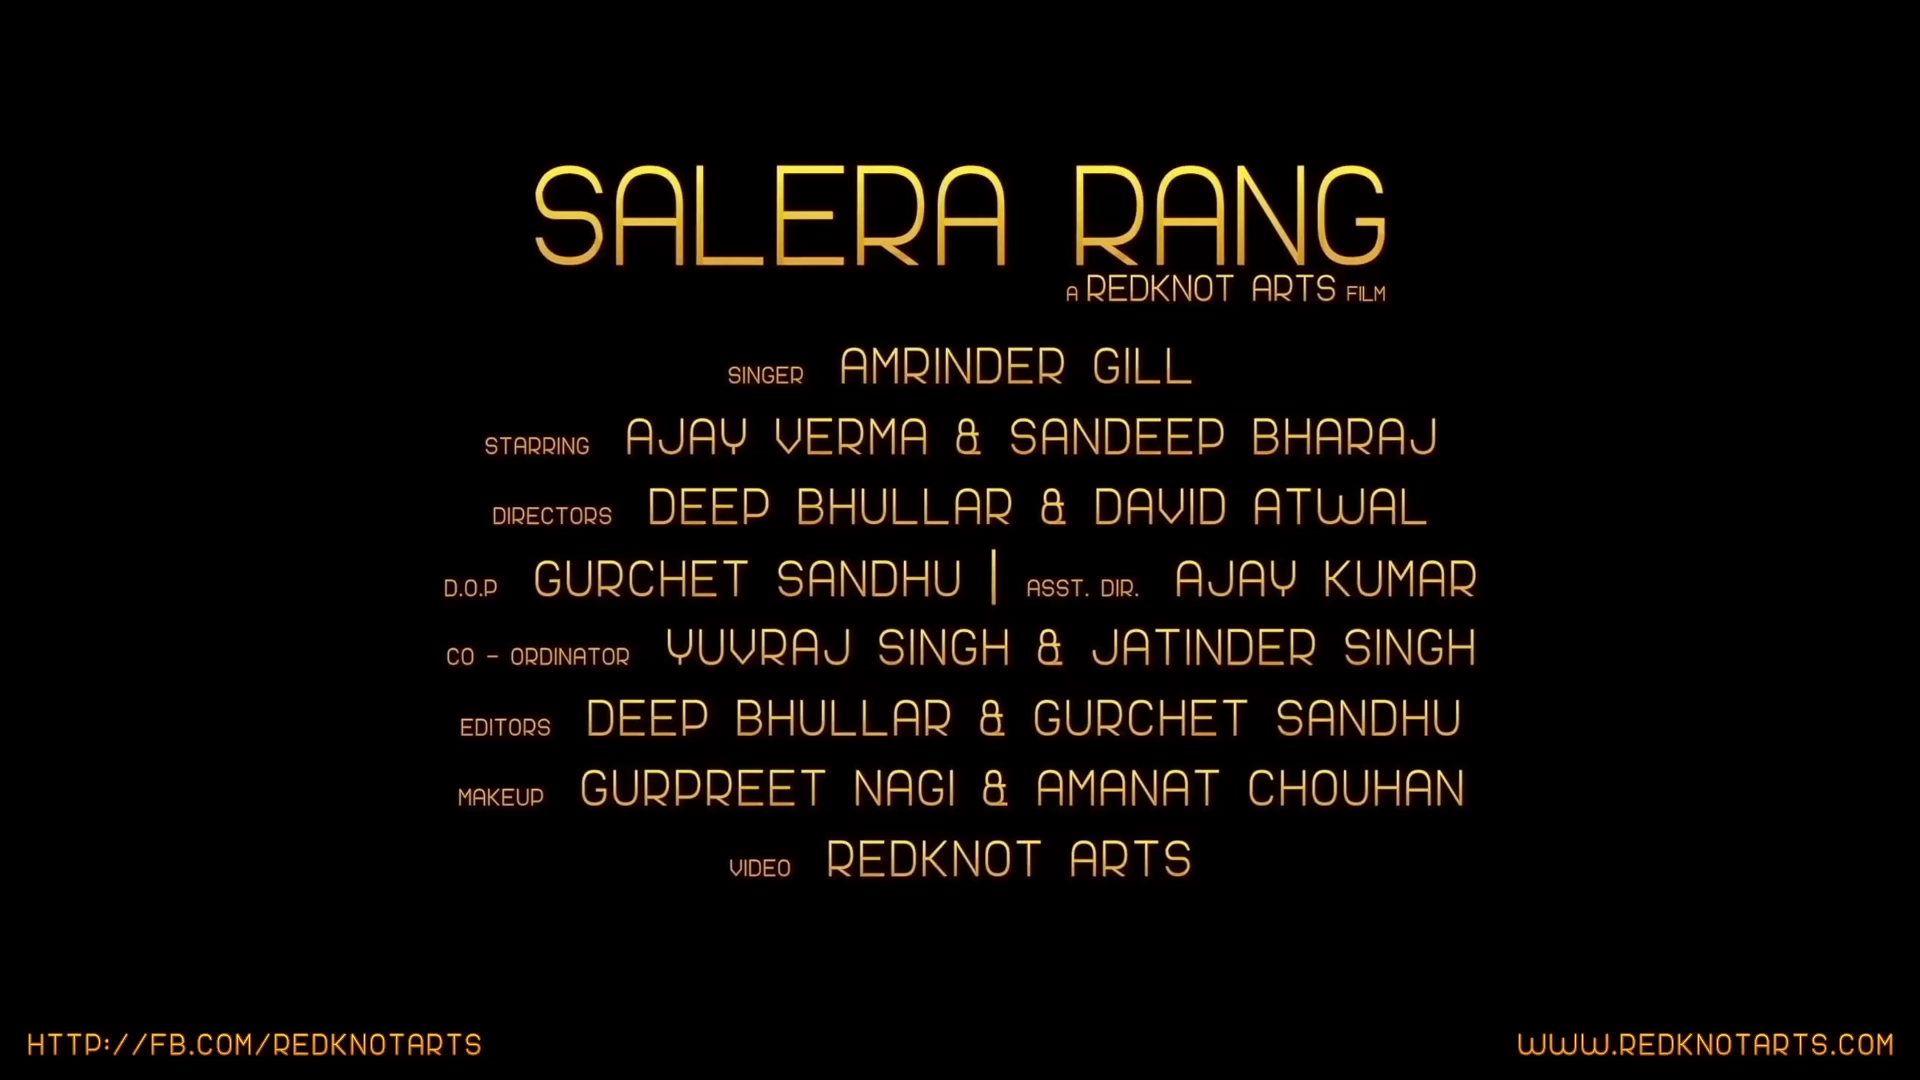 SALERA RANG
A REDKNOT ARTS FILM
SINGER AMRINDER GILL
STARRING AJAY VERMA & SANDEEP BHARAJ
DIRECTORS DEEP BHULLAR & DAVID ATWAL
D.O.P GURCHET SANDHU | ASST. DIR. AJAY KUMAR
CO - ORDINATOR YUVRAJ SINGH & JATINDER SINGH
EDITORS DEEP BHULLAR & GURCHET SANDHU
MAKEUP GURPREET NAGI & AMANAT CHOUHAN
VIDEO REDKNOT ARTS
HTTP://FB.COM/REDKNOTARTS
WWW.REDKNOTARTS.COM